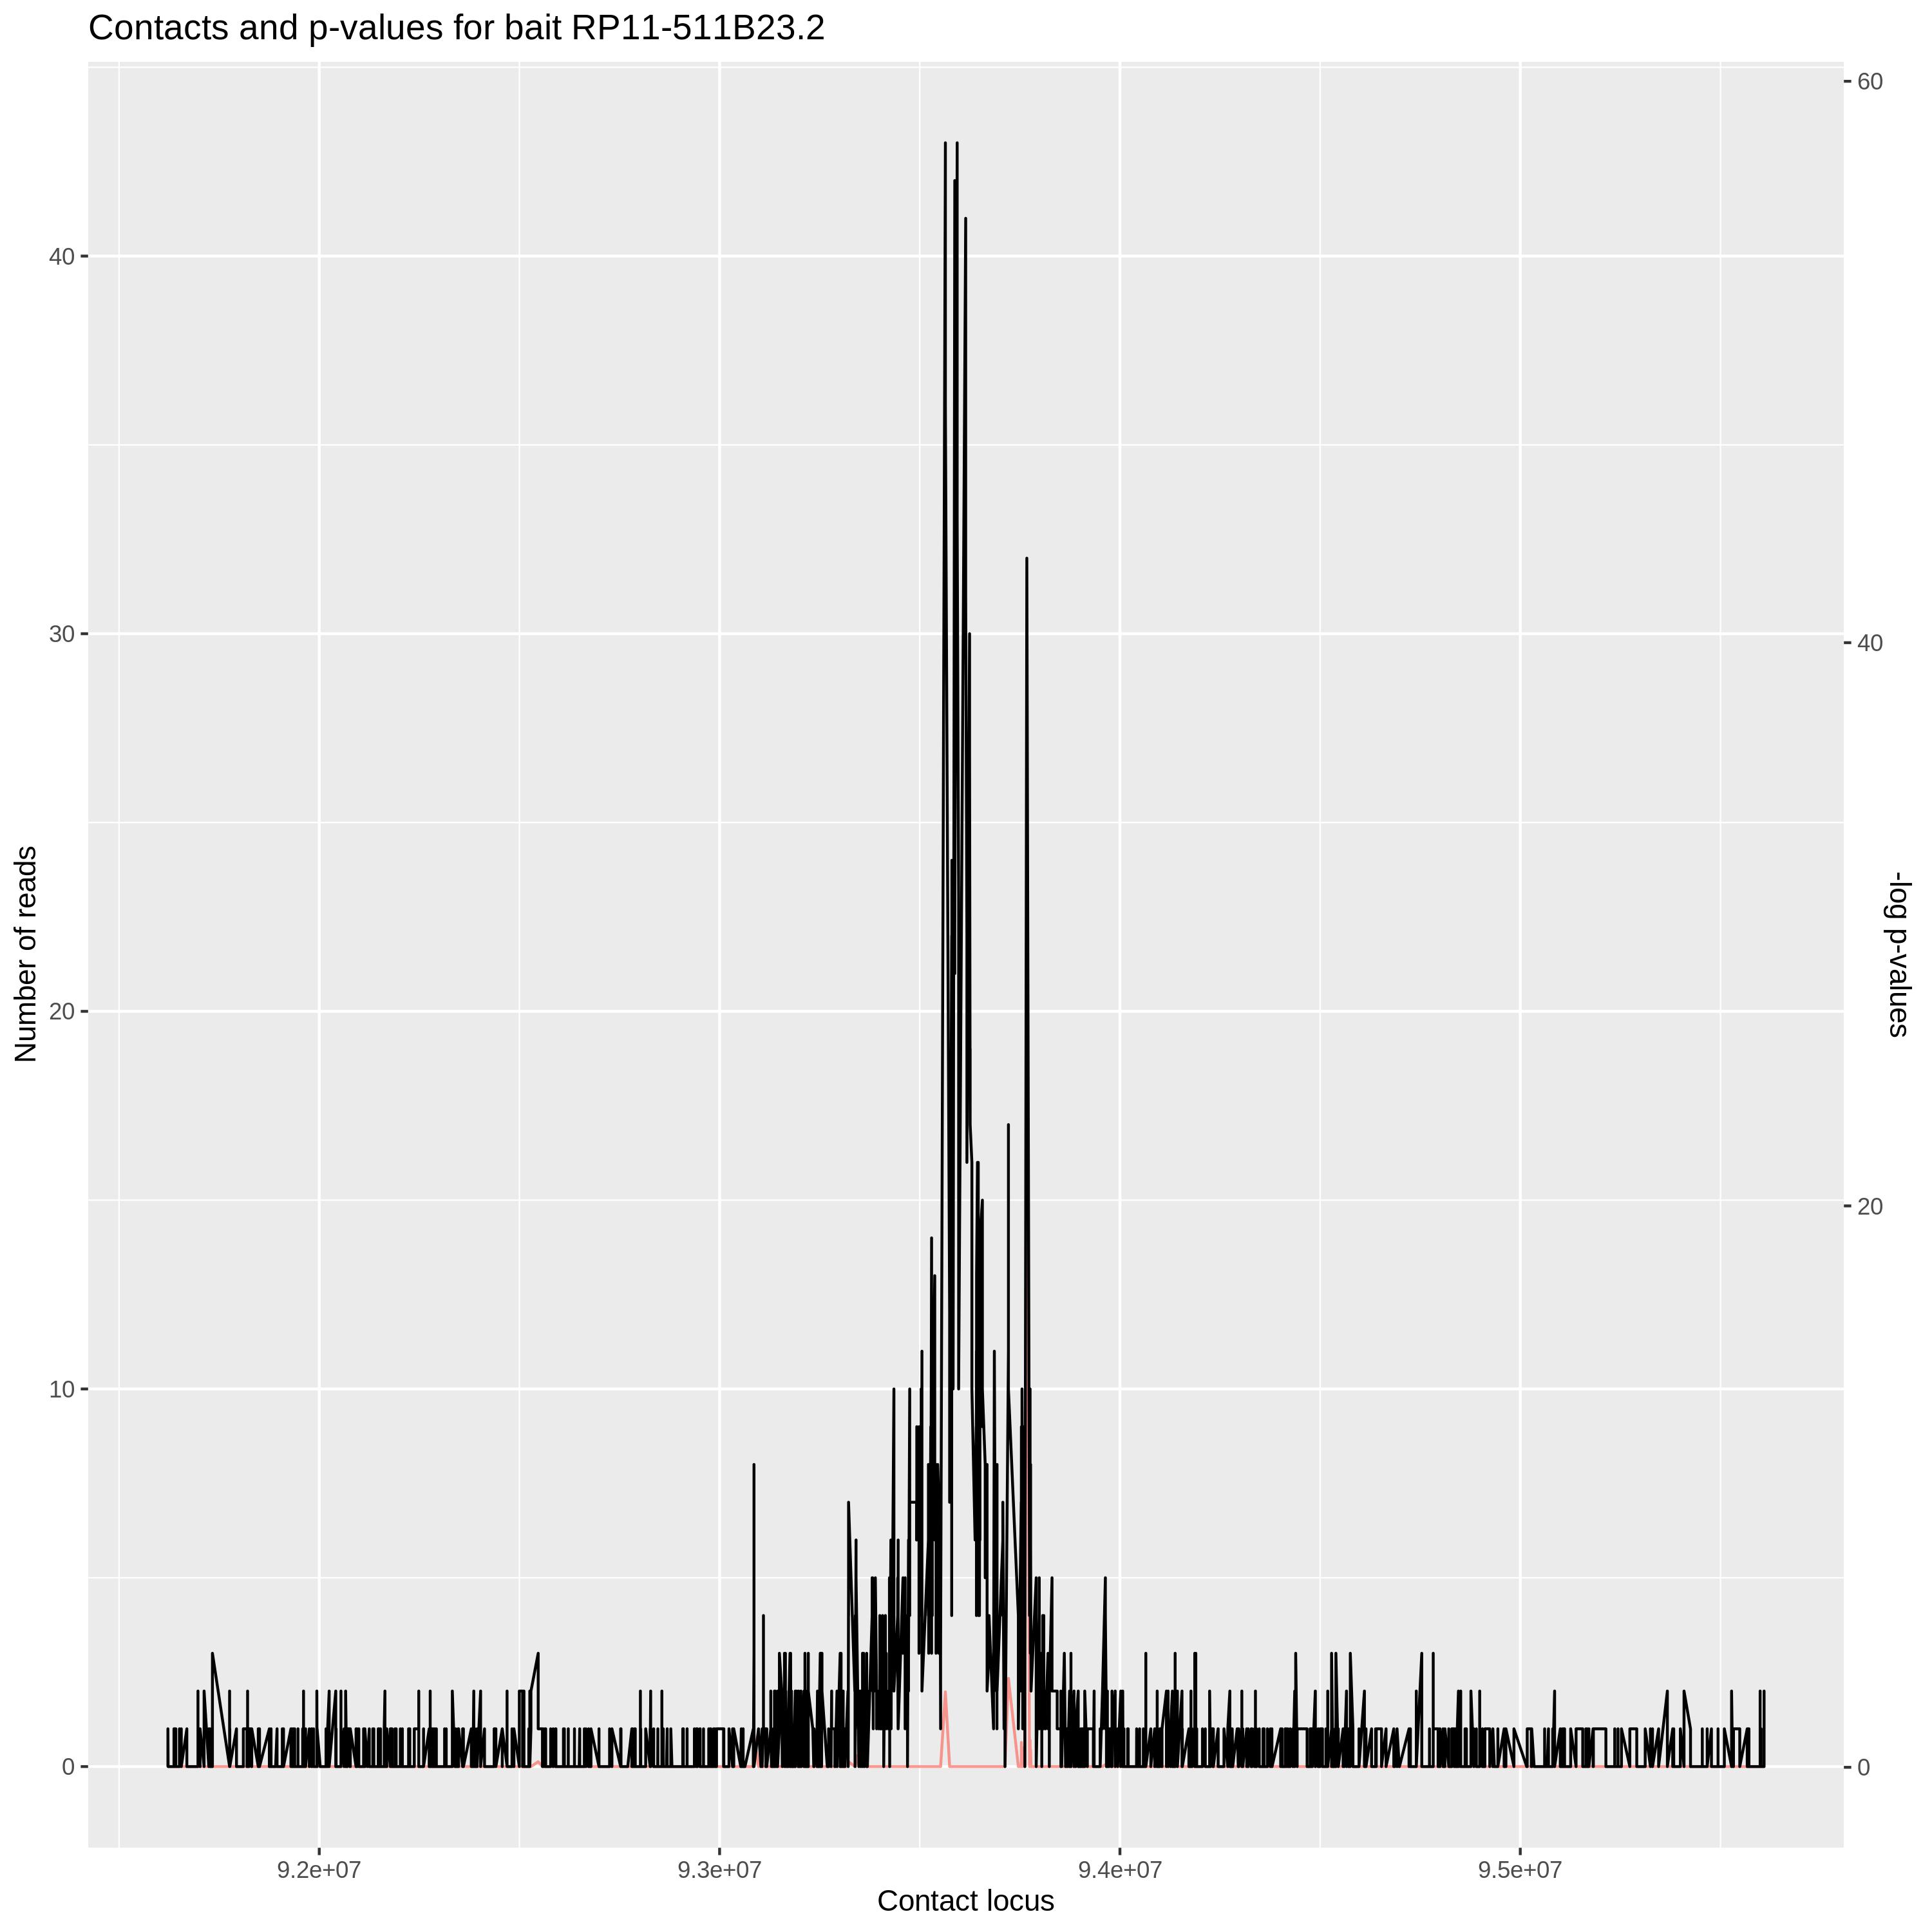 Contacts and p-values for bait RP11-511B23.2
60
40
40
30
20
20
10
0
0
Number of reads
-log p-values
9.2e+07
9.3e+07
9.4e+07
9.5e+07
Contact locus